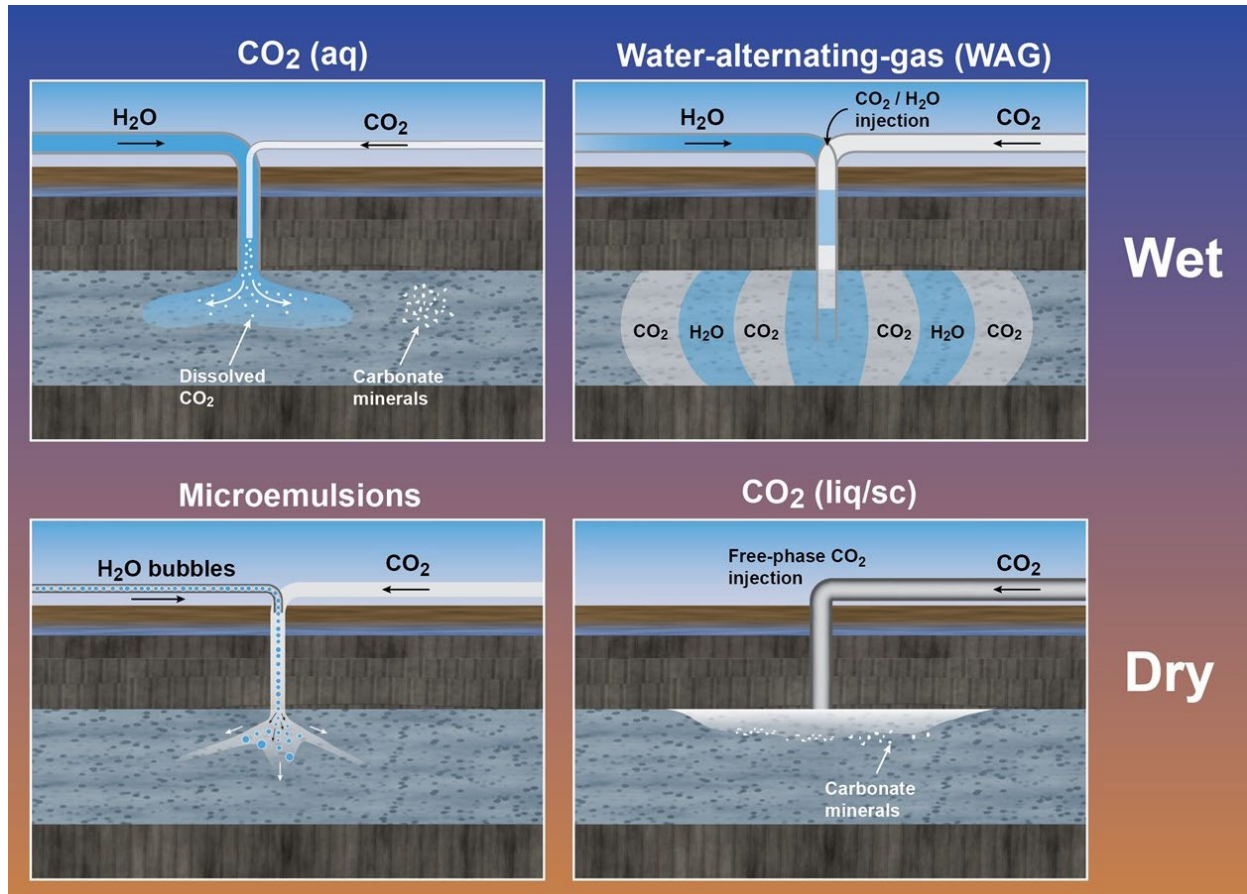 CO₂ (aq)
H₂O
CO₂
Dissolved
CO₂
Carbonate
minerals
Water-alternating-gas (WAG)
H₂O
CO₂ / H₂O
injection
CO₂
CO₂
H₂O
CO₂
CO₂
H₂O
CO₂
Wet
Microemulsions
H₂O bubbles
CO₂
CO₂ (liq/sc)
Free-phase CO₂
injection
CO₂
Carbonate
minerals
Dry